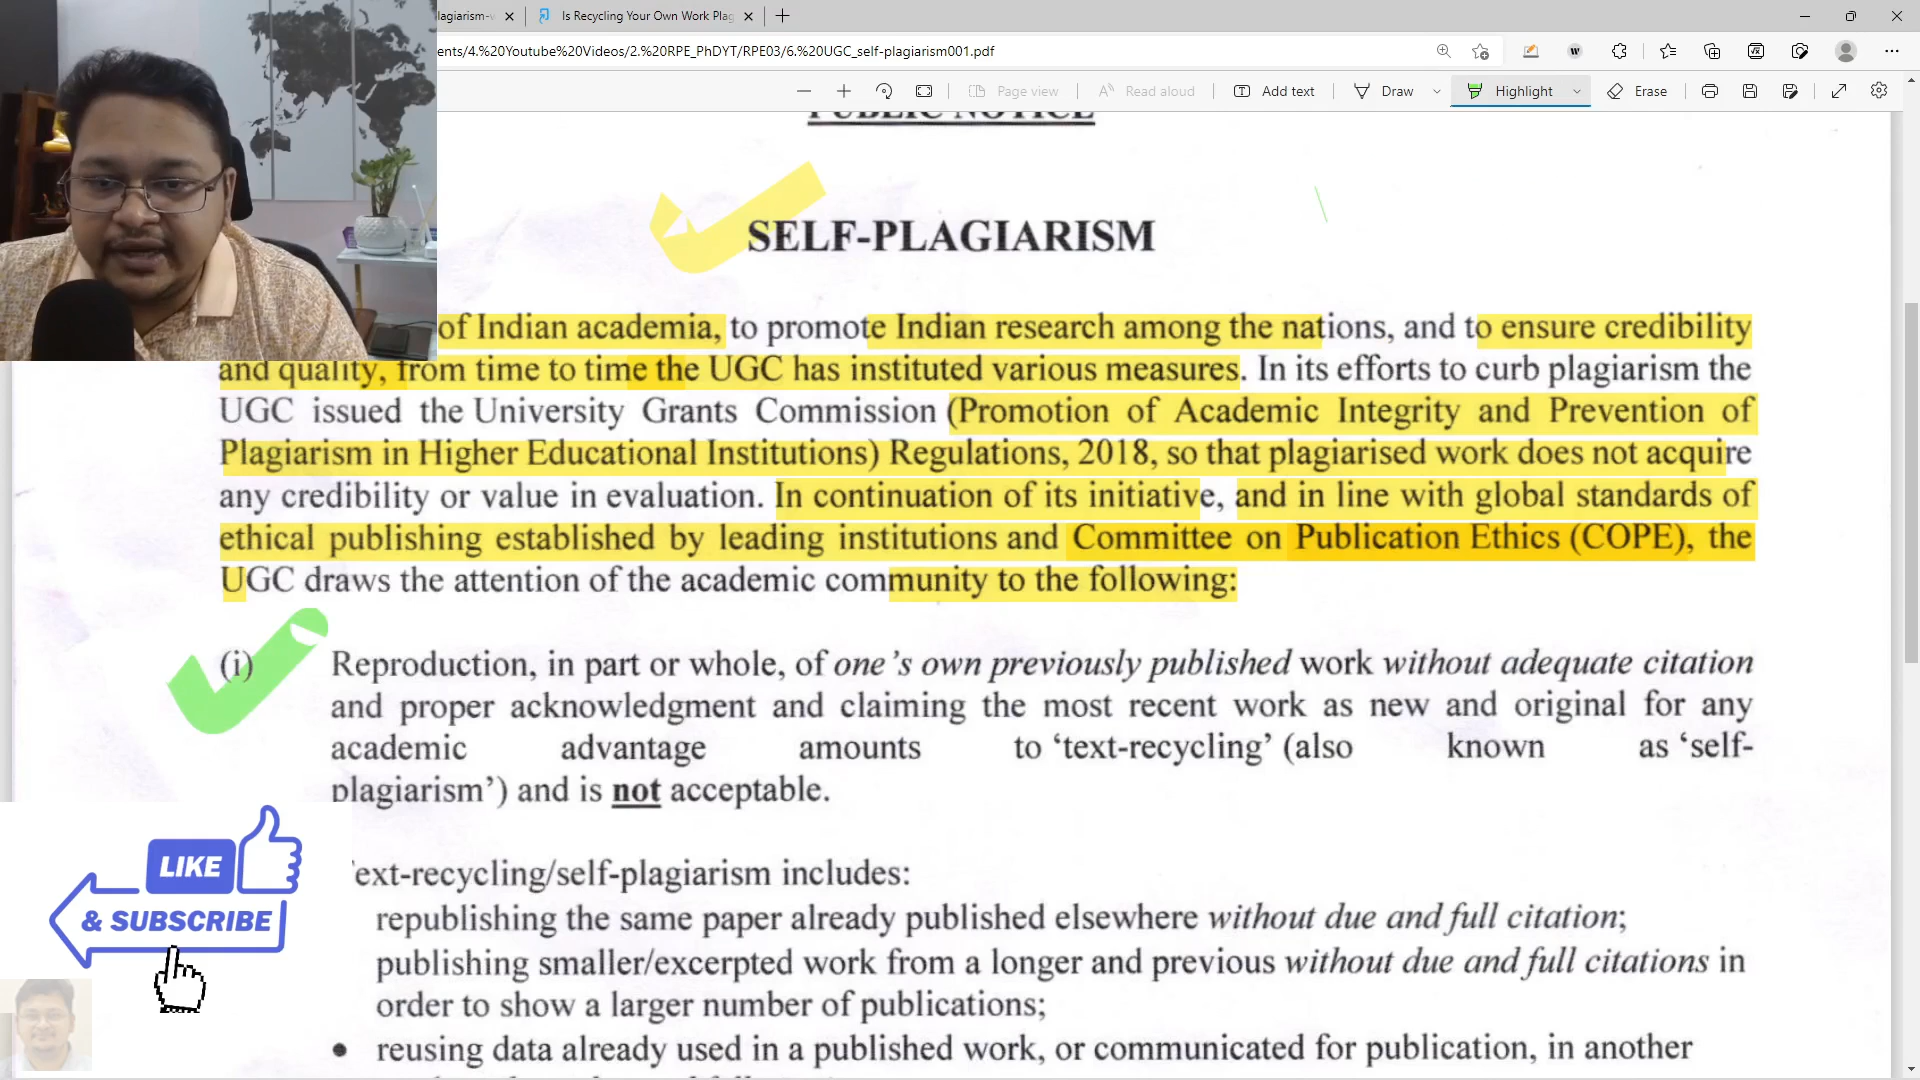 lagiarism-
Is Recycling Your Own Work Plag
ents/4.%20Youtube%20Videos/2.%20RPE_PhDYT/RPE03/6.%20UGC_self-plagiarism001.pdf
Page view
Read aloud
Add text
Draw
Highlight
Erase
PUBLIC NOTICE
SELF-PLAGIARISM
of Indian academia, to promote Indian research among the nations, and to ensure credibility
and quality, from time to time the UGC has instituted various measures. In its efforts to curb plagiarism the
UGC issued the University Grants Commission (Promotion of Academic Integrity and Prevention of
Plagiarism in Higher Educational Institutions) Regulations, 2018, so that plagiarised work does not acquire
any credibility or value in evaluation. In continuation of its initiative, and in line with global standards of
ethical publishing established by leading institutions and Committee on Publication Ethics (COPE), the
UGC draws the attention of the academic community to the following:
(i) Reproduction, in part or whole, of one's own previously published work without adequate citation
and proper acknowledgment and claiming the most recent work as new and original for any
academic advantage amounts to ‘text-recycling’ (also known as ‘self-
plagiarism’) and is not acceptable.
ext-recycling/self-plagiarism includes:
republishing the same paper already published elsewhere without due and full citation;
publishing smaller/excerpted work from a longer and previous without due and full citations in
order to show a larger number of publications;
• reusing data already used in a published work, or communicated for publication, in another
LIKE
& SUBSCRIBE